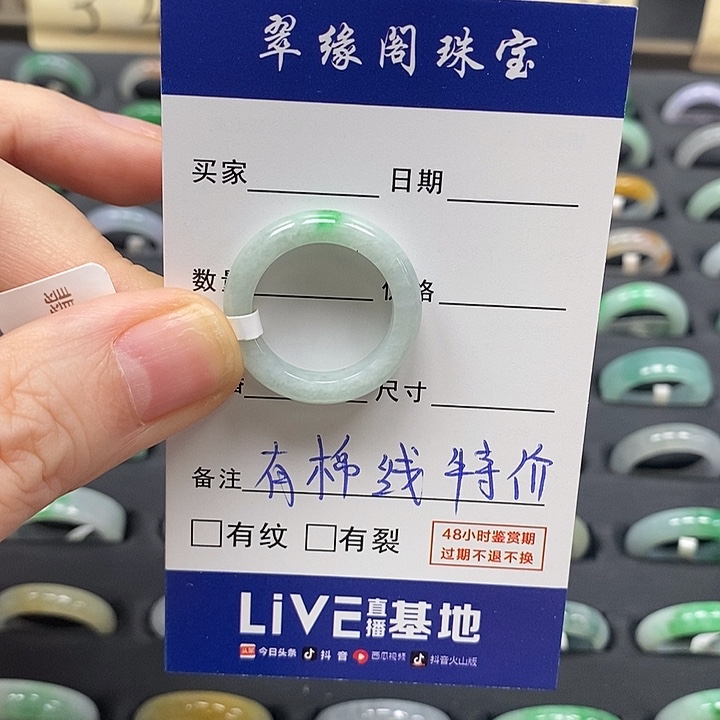 翠缘阁珠宝
买家 日期
数 格
尺寸
备注 有棉线特价
有纹 有裂
48小时鉴赏期
过期不退不换
LiVE直播基地
头条 今日头条 抖音 西瓜视频 抖音火山版
翡